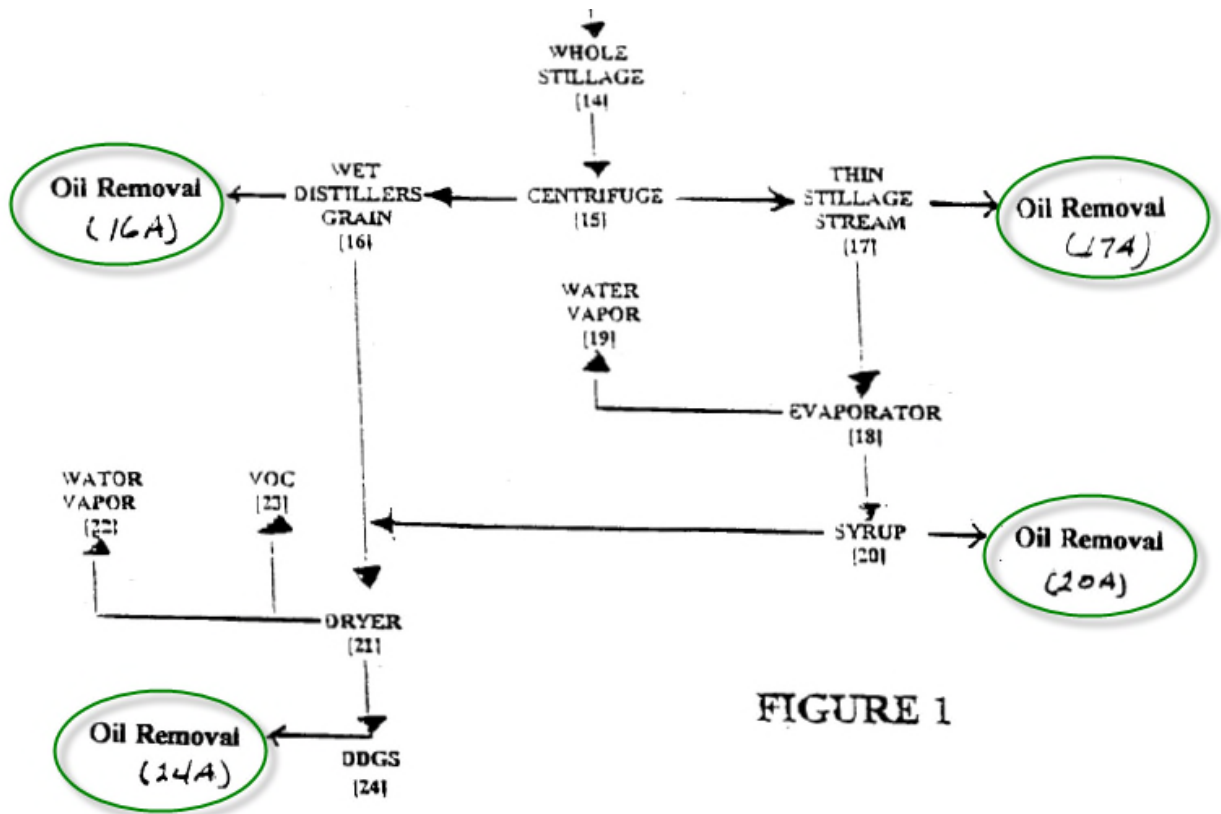 WHOLE
STILLAGE
[14]
Oil Removal
(16A)
WET
DISTILLERS
GRAIN
[16]
CENTRIFUGE
[15]
THIN
STILLAGE
STREAM
[17]
Oil Removal
(17A)
WATER
VAPOR
[19]
EVAPORATOR
[18]
WATOR
VAPOR
[22]
VOC
[23]
SYRUP
[20]
Oil Removal
(20A)
DRYER
[21]
Oil Removal
(24A)
DDGS
[24]
FIGURE 1